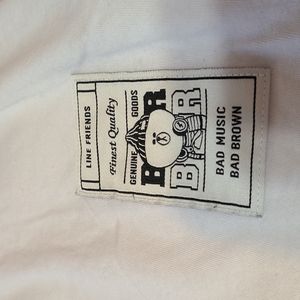 LINE FRIENDS
Finest Quality
GENUINE GOODS
BAD MUSIC
BAD BROWN